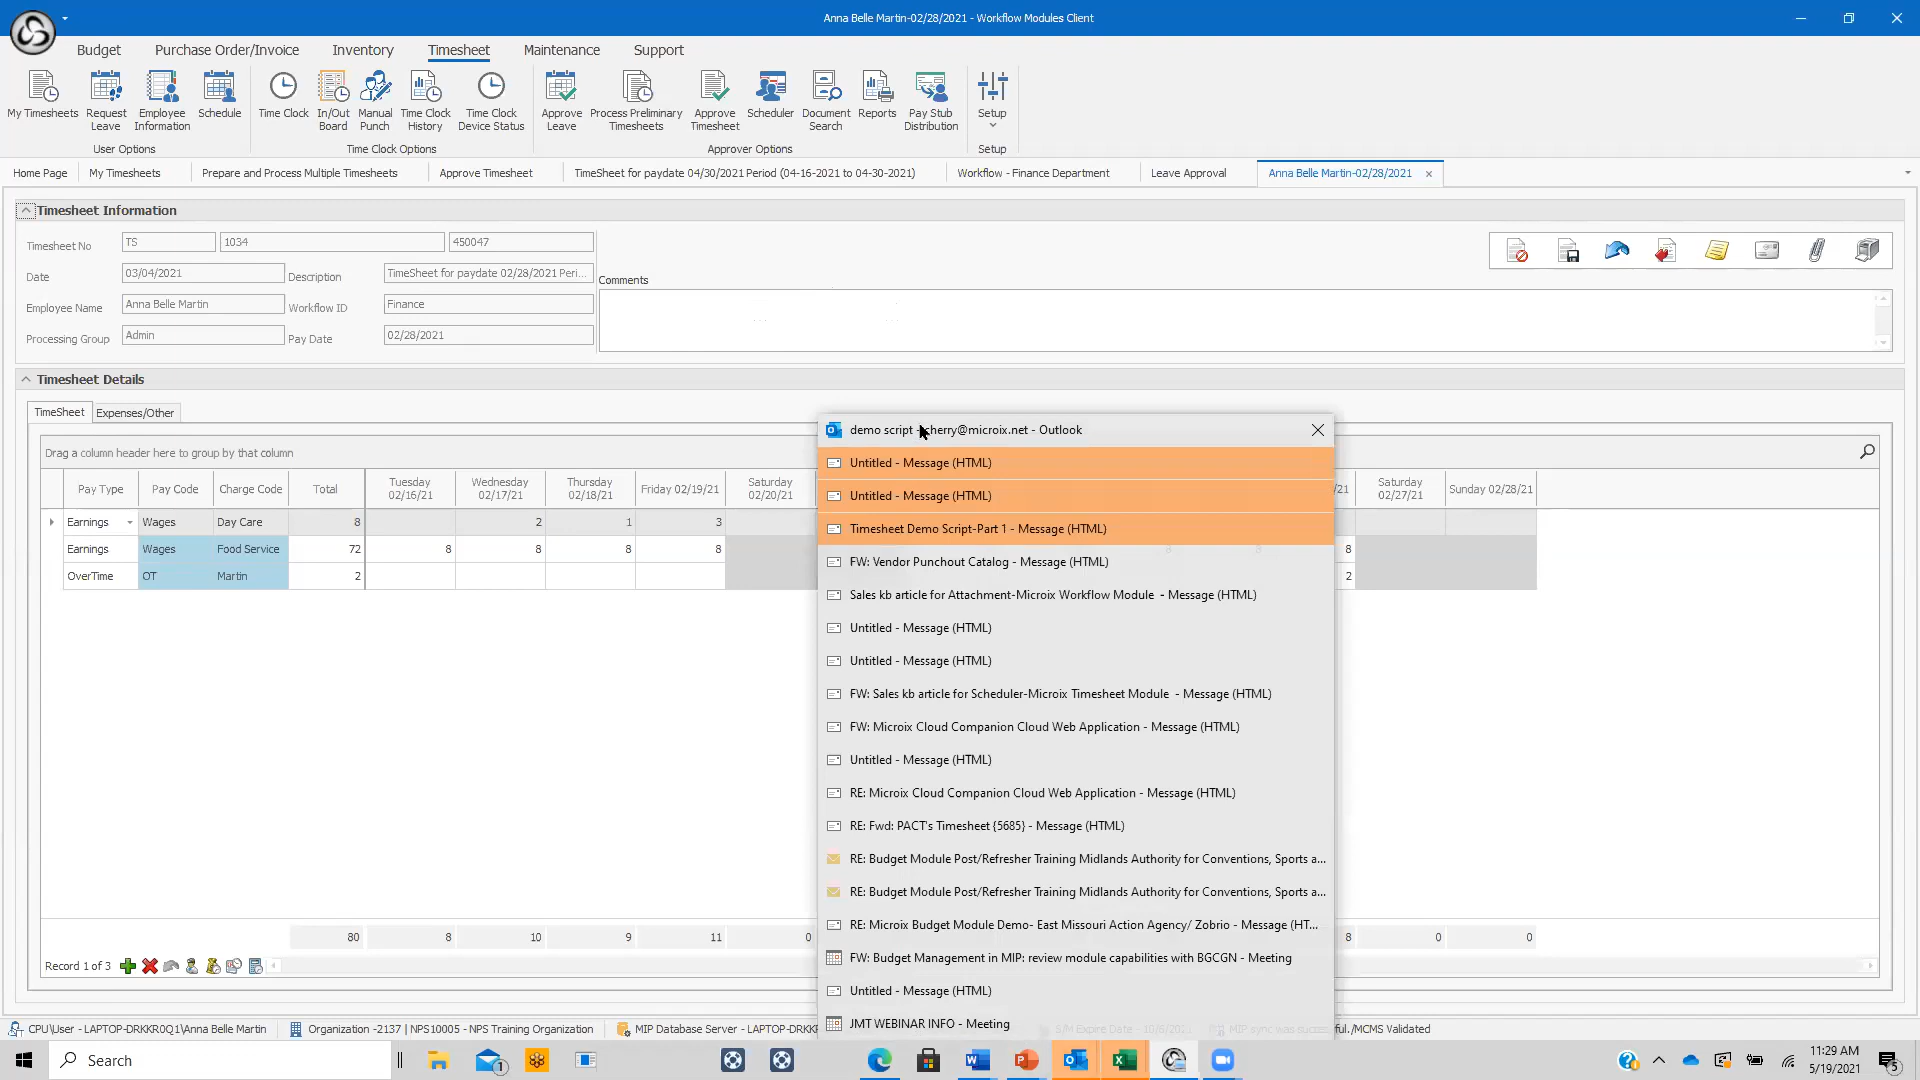 Anna Belle Martin-02/28/2021 - Workflow Modules Client
Budget Purchase Order/Invoice Inventory Timesheet Maintenance Support
My Timesheets Request Leave Employee Information Schedule Time Clock In/Out Board Manual Punch Time Clock History Time Clock Device Status Approve Leave Process Preliminary Timesheets Approve Timesheet Scheduler Document Search Reports Pay Stub Distribution Setup
User Options Time Clock Options Approver Options Setup
Home Page My Timesheets Prepare and Process Multiple Timesheets Approve Timesheet TimeSheet for paydate 04/30/2021 Period (04-16-2021 to 04-30-2021) Workflow - Finance Department Leave Approval Anna Belle Martin-02/28/2021
Timesheet Information
Timesheet No TS 1034 450047
Date 03/04/2021 Description TimeSheet for paydate 02/28/2021 Peri...
Comments
Employee Name Anna Belle Martin Workflow ID Finance
Processing Group Admin Pay Date 02/28/2021
Timesheet Details
TimeSheet Expenses/Other
Drag a column header here to group by that column
Pay Type Pay Code Charge Code Total Tuesday 02/16/21 Wednesday 02/17/21 Thursday 02/18/21 Friday 02/19/21 Saturday 02/20/21 /21 Saturday 02/27/21 Sunday 02/28/21
Earnings Wages Day Care 8 2 1 3
Earnings Wages Food Service 72 8 8 8 8 8
OverTime OT Martin 2 2
demo script - cherry@microix.net - Outlook
Untitled - Message (HTML)
Untitled - Message (HTML)
Timesheet Demo Script-Part 1 - Message (HTML)
FW: Vendor Punchout Catalog - Message (HTML)
Sales kb article for Attachment-Microix Workflow Module - Message (HTML)
Untitled - Message (HTML)
Untitled - Message (HTML)
FW: Sales kb article for Scheduler-Microix Timesheet Module - Message (HTML)
FW: Microix Cloud Companion Cloud Web Application - Message (HTML)
Untitled - Message (HTML)
RE: Microix Cloud Companion Cloud Web Application - Message (HTML)
RE: Fwd: PACT's Timesheet {5685} - Message (HTML)
RE: Budget Module Post/Refresher Training Midlands Authority for Conventions, Sports a...
RE: Budget Module Post/Refresher Training Midlands Authority for Conventions, Sports a...
RE: Microix Budget Module Demo- East Missouri Action Agency/ Zobrio - Message (HT...
FW: Budget Management in MIP: review module capabilities with BGCGN - Meeting
Untitled - Message (HTML)
JMT WEBINAR INFO - Meeting
80 8 10 9 11 0 8 0 0
Record 1 of 3
CPU\User - LAPTOP-DRKKR0Q1\Anna Belle Martin Organization -2137 | NPS10005 - NPS Training Organization MIP Database Server - LAPTOP-DRKK S/M Expire Date - 10/6/2021 MIP sync was successful./MCMS Validated
Search 1 11:29 AM
5/19/2021 5